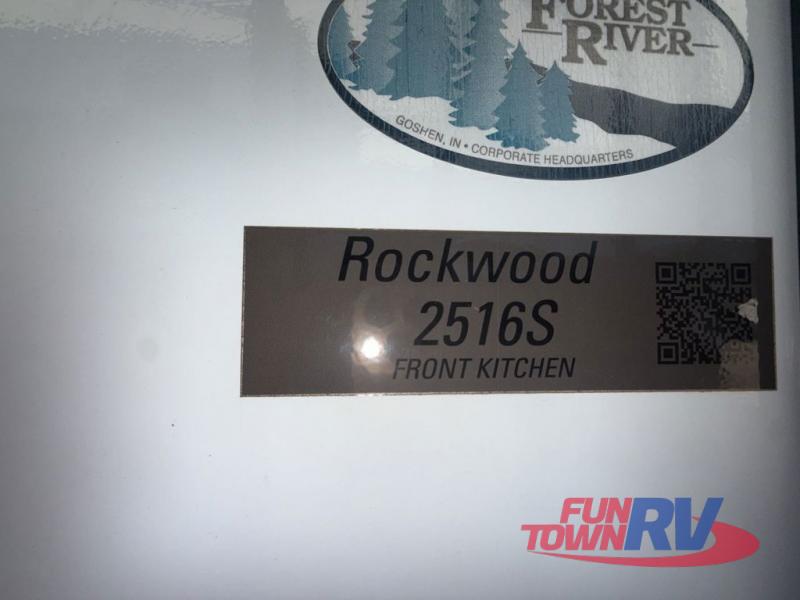 FOREST
RIVER
GOSHEN, IN • CORPORATE HEADQUARTERS
Rockwood
2516S
FRONT KITCHEN
FUN
TOWN RV